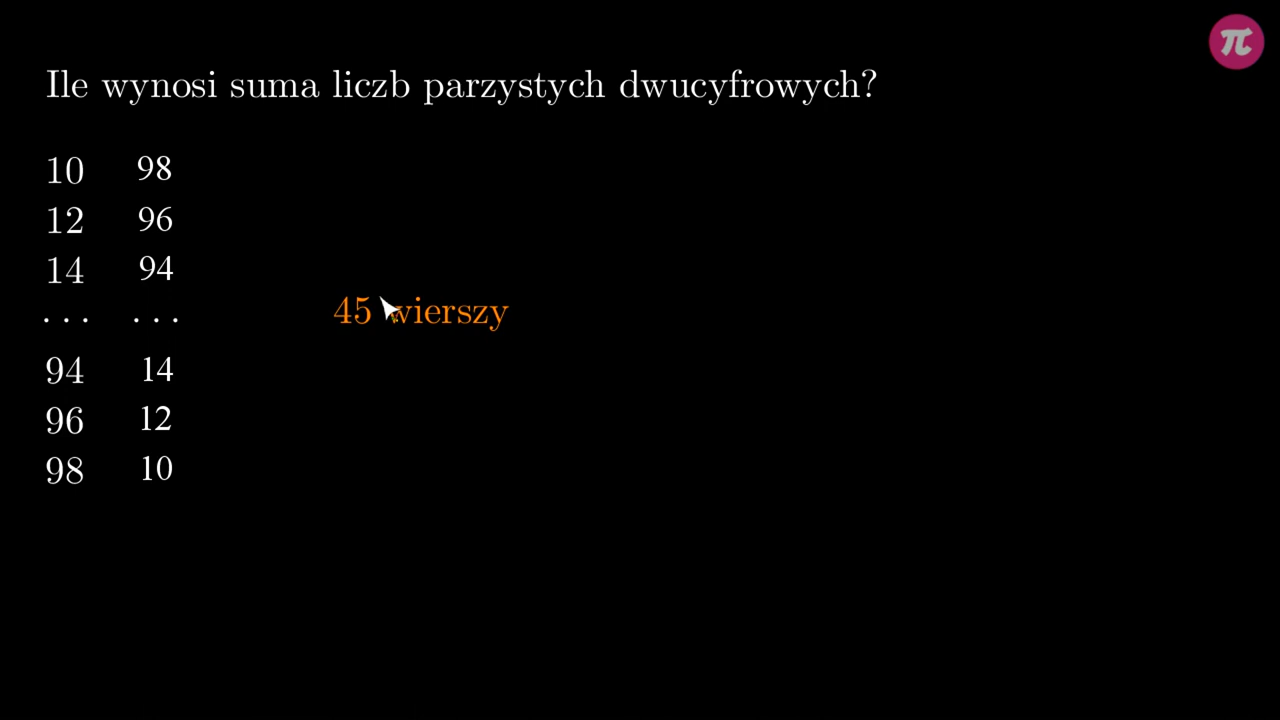 π
Ile wynosi suma liczb parzystych dwucyfrowych?
10 98
12 96
14 94
... ...
45 wierszy
94 14
96 12
98 10